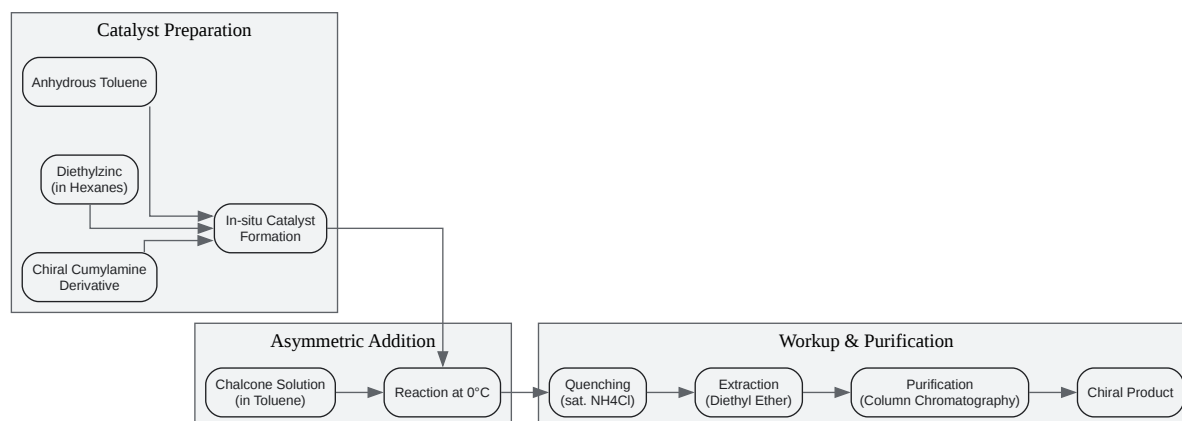 Catalyst Preparation
Anhydrous Toluene
Diethylzinc
(in Hexanes)
In-situ Catalyst
Formation
Chiral Cumylamine
Derivative
Asymmetric Addition
Chalcone Solution
(in Toluene)
Reaction at 0°C
Workup & Purification
Quenching
(sat. NH4Cl)
Extraction
(Diethyl Ether)
Purification
(Column Chromatography)
Chiral Product